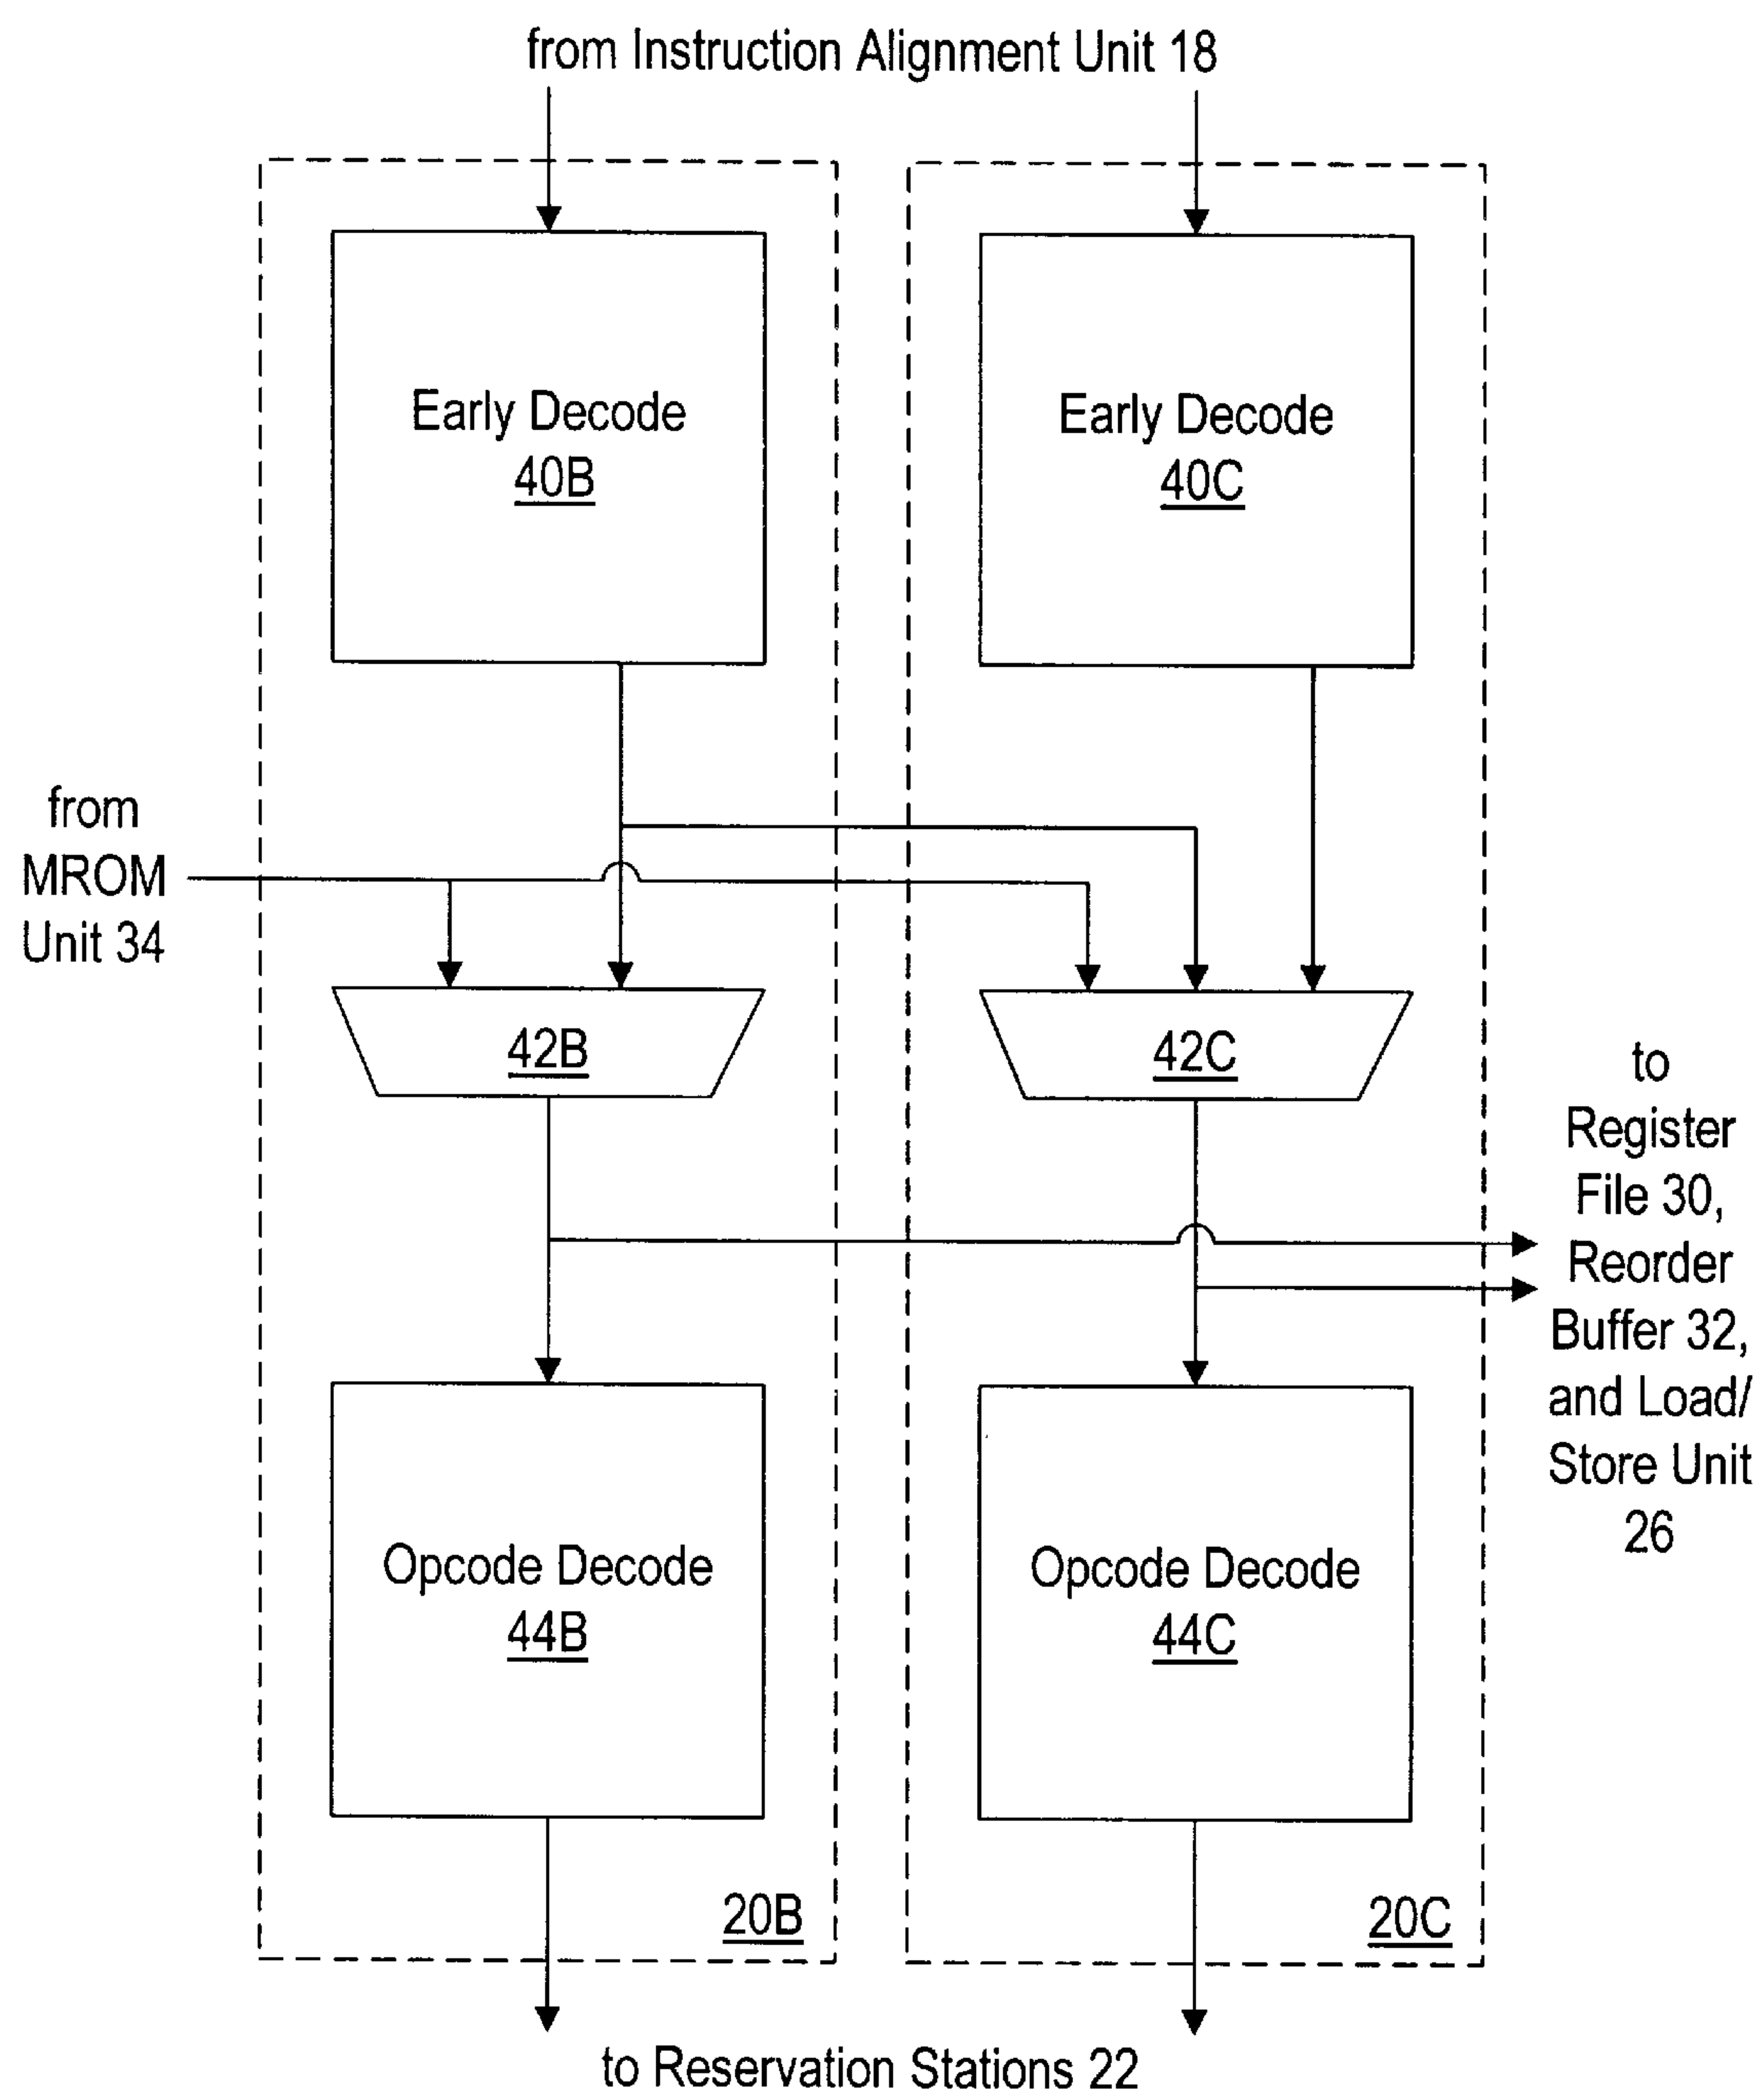 from Instruction Alignment Unit 18
Early Decode
40B
Early Decode
40C
from
MROM
Unit 34
42B
42C
to
Register
File 30,
Reorder
Buffer 32,
and Load/
Store Unit
26
Opcode Decode
44B
Opcode Decode
44C
20B
20C
to Reservation Stations 22